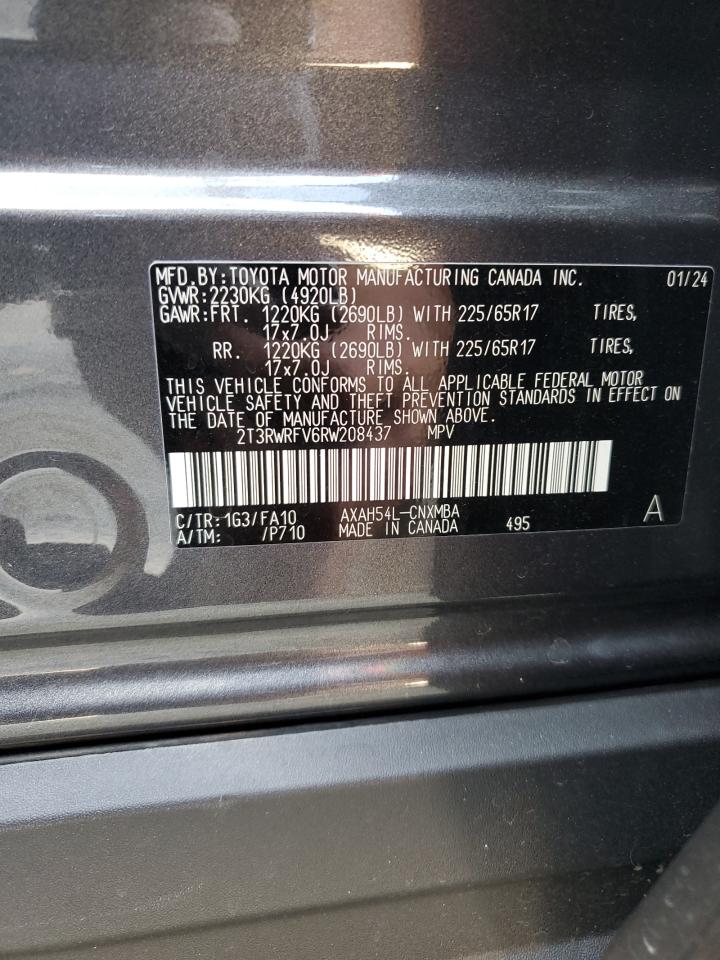 MFD.BY:TOYOTA MOTOR MANUFACTURING CANADA INC. 01/24
GVWR:2230KG (4920LB)
GAWR:FRT. 1220KG (2690LB) WITH 225/65R17 TIRES,
17x7.0J RIMS.
RR. 1220KG (2690LB) WITH 225/65R17 TIRES,
17x7.0J RIMS.
THIS VEHICLE CONFORMS TO ALL APPLICABLE FEDERAL MOTOR
VEHICLE SAFETY AND THEFT PREVENTION STANDARDS IN EFFECT ON
THE DATE OF MANUFACTURE SHOWN ABOVE.
2T3RWRFV6RW208437 MPV
C/TR:1G3/FA10 AXAH54L-CNXMBA
A/TM: /P710 MADE IN CANADA 495 A